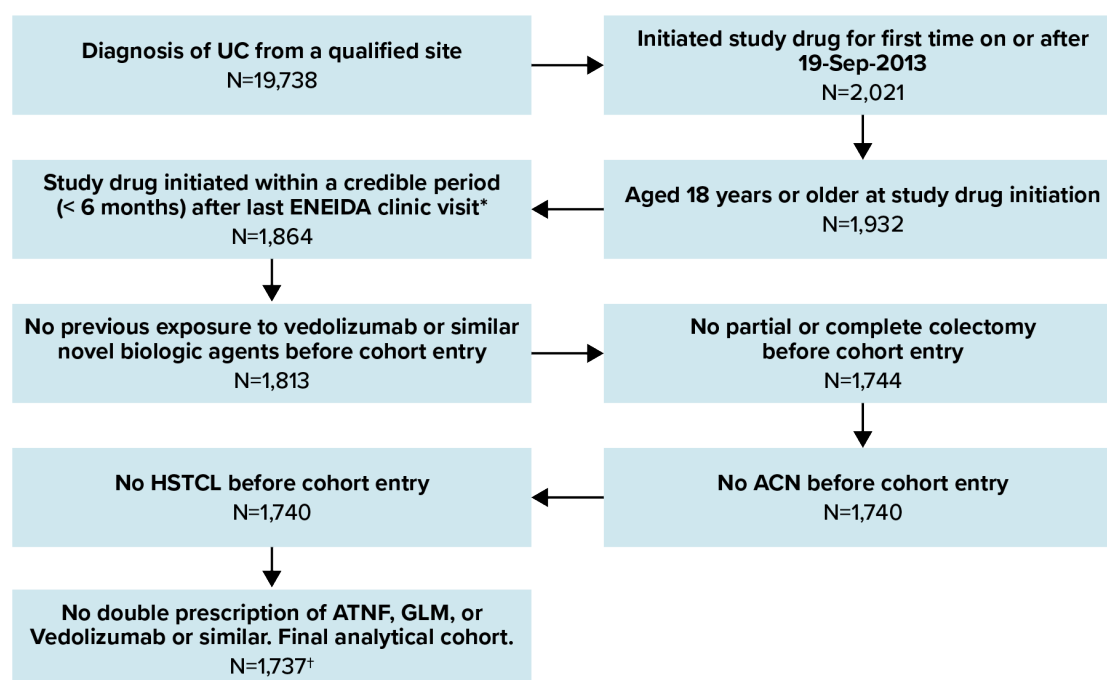 Diagnosis of UC from a qualified site
N=19,738
Initiated study drug for first time on or after
19-Sep-2013
N=2,021
Aged 18 years or older at study drug initiation
N=1,932
Study drug initiated within a credible period
(< 6 months) after last ENEIDA clinic visit*
N=1,864
No previous exposure to vedolizumab or similar
novel biologic agents before cohort entry
N=1,813
No partial or complete colectomy
before cohort entry
N=1,744
No ACN before cohort entry
N=1,740
No HSTCL before cohort entry
N=1,740
No double prescription of ATNF, GLM, or
Vedolizumab or similar. Final analytical cohort.
N=1,737†